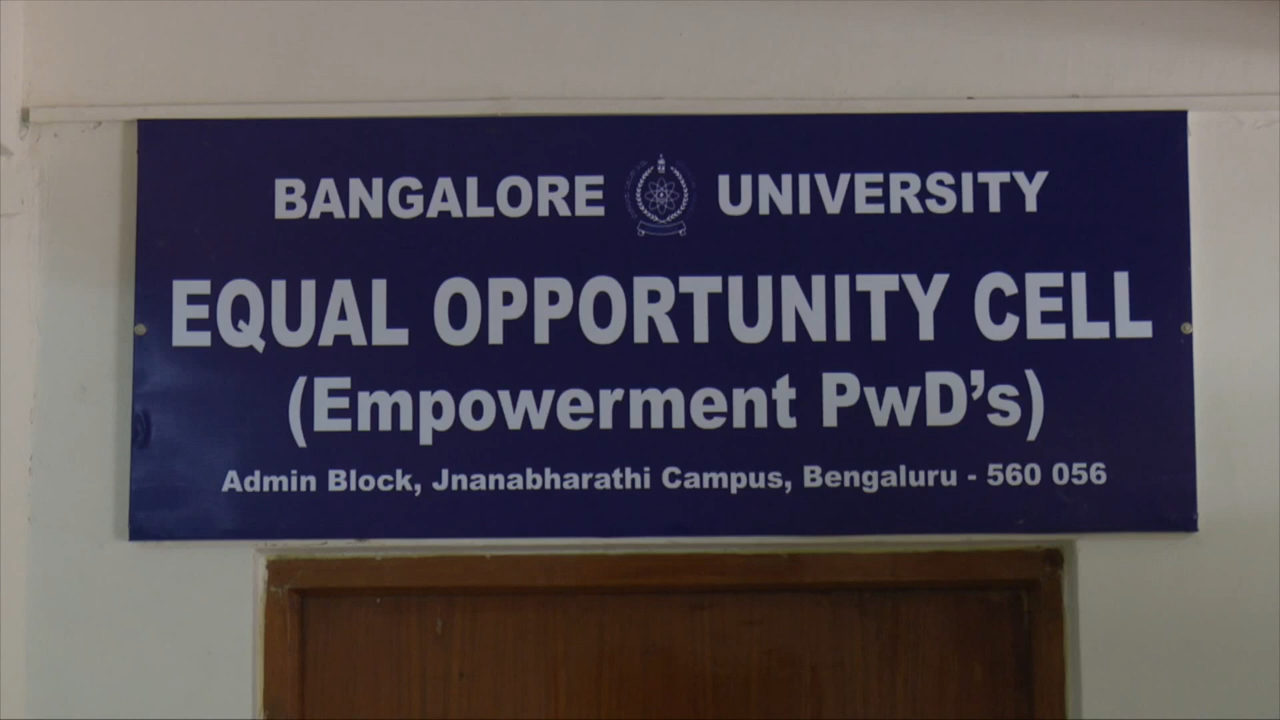 BANGALORE UNIVERSITY
EQUAL OPPORTUNITY CELL
(Empowerment PwD's)
Admin Block, Jnanabharathi Campus, Bengaluru - 560 056